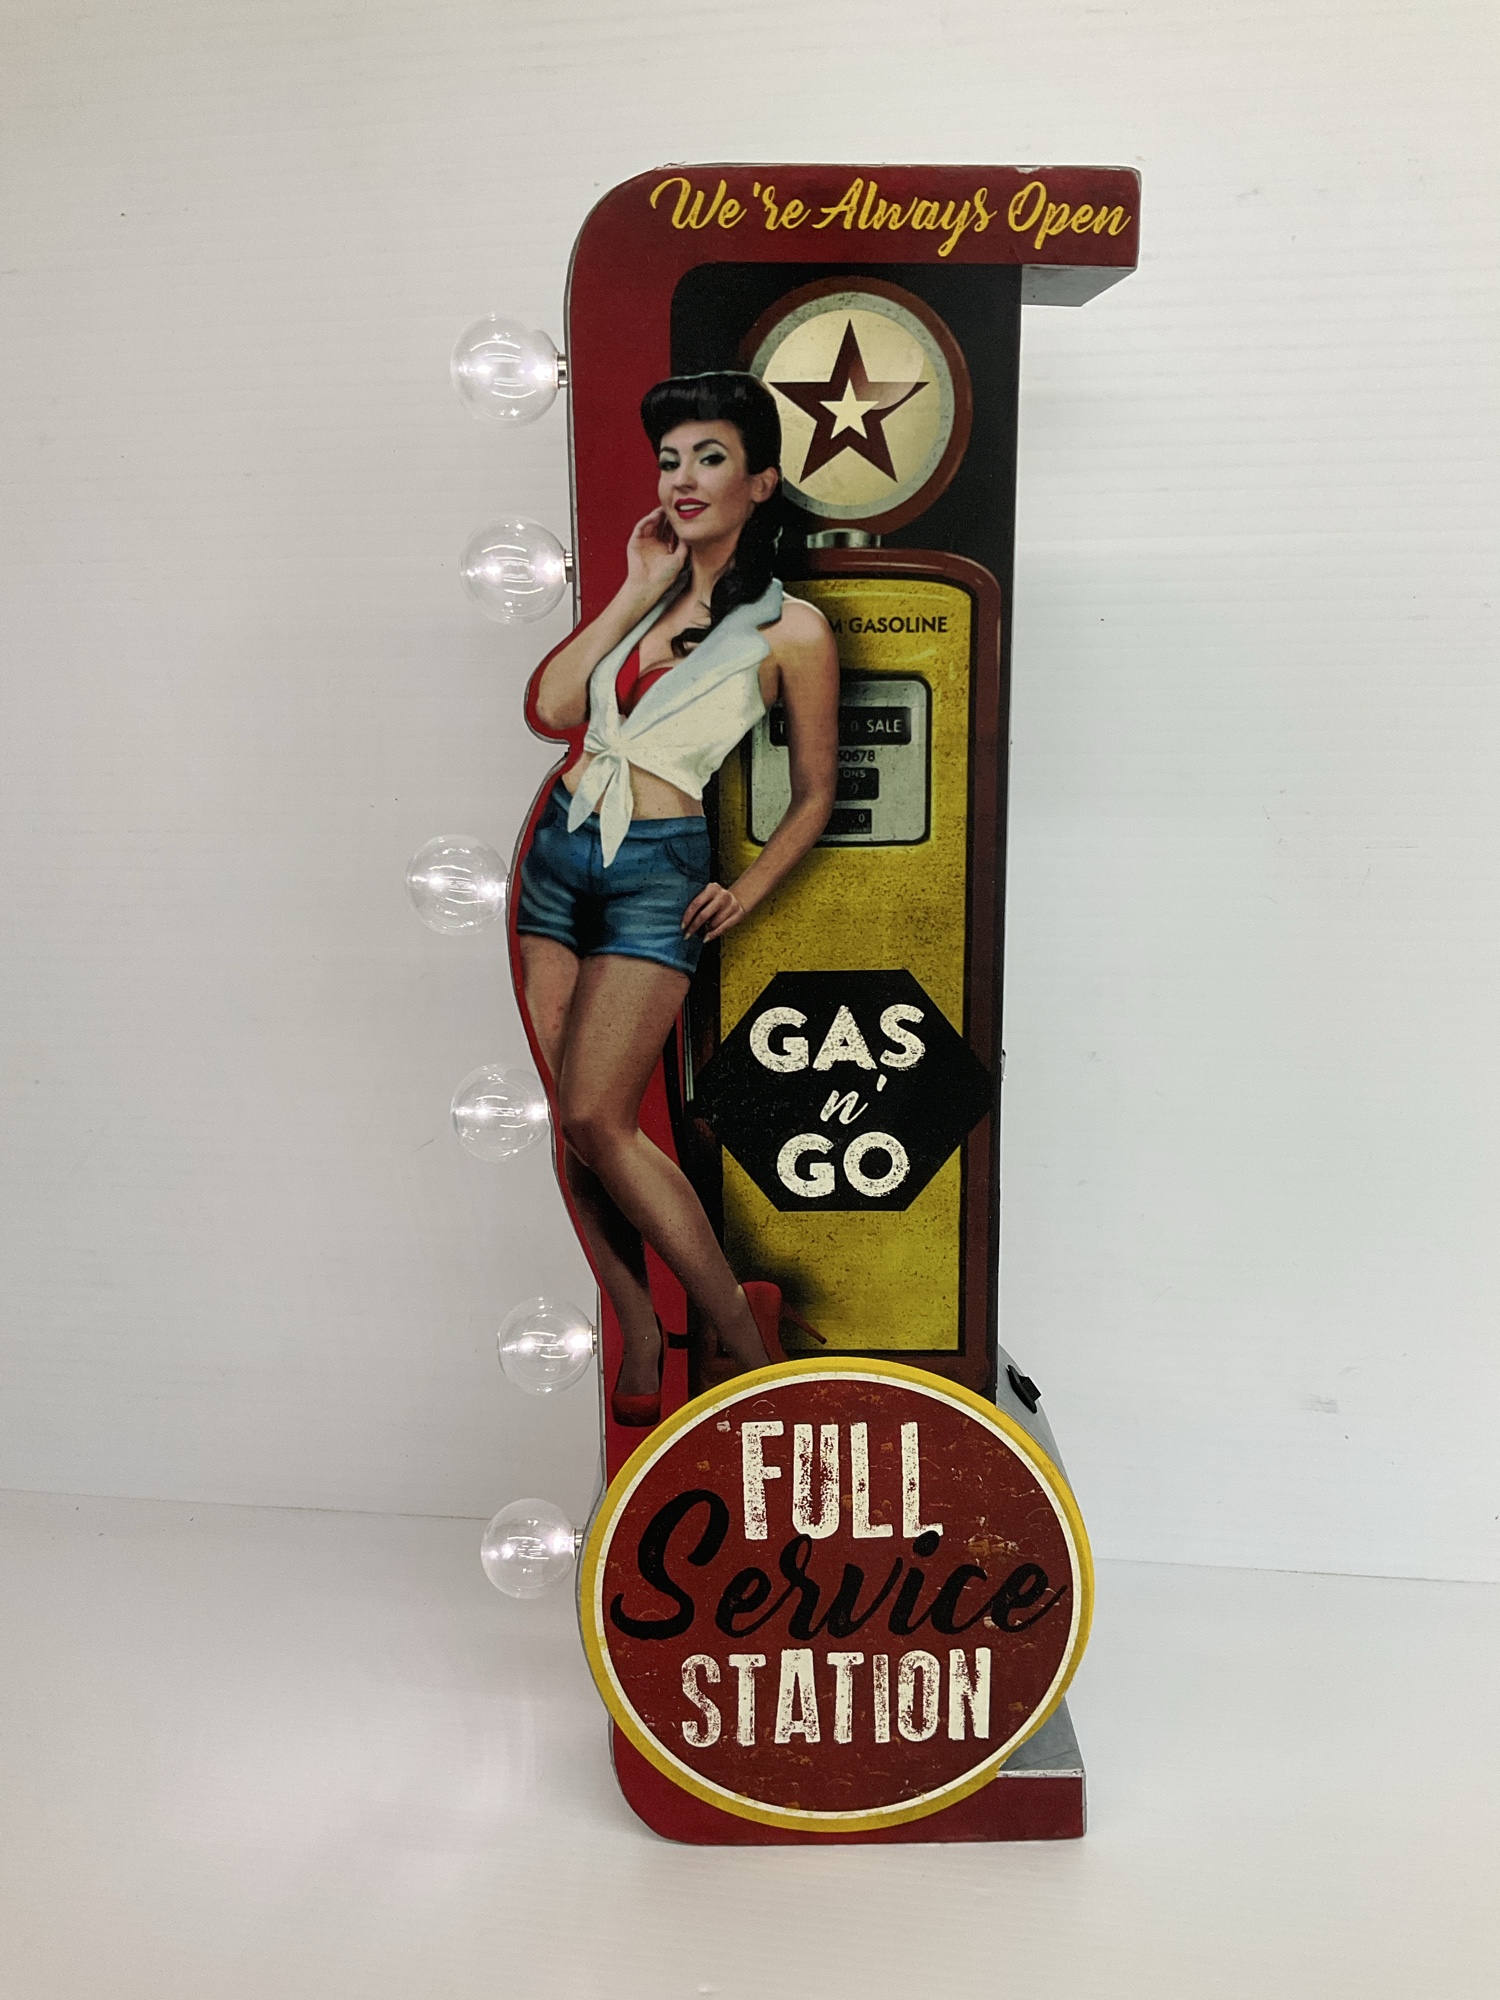 We're Always Open
GASOLINE
SALE
GAS
n'
GO
FULL
Service
STATION